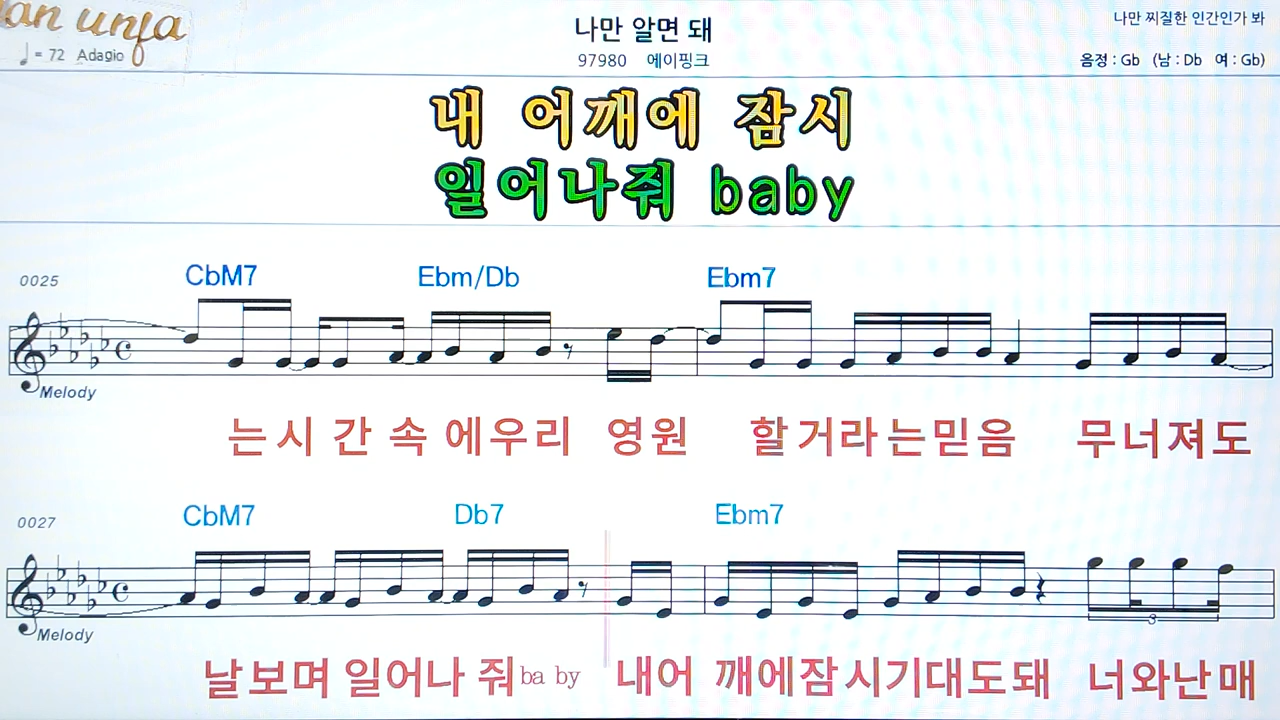 나만 알면 돼
나만 찌질한 인간인가 봐
♩ = 72 Adagio
97980 에이핑크
음정 : Gb (남 : Db 여 : Gb)
내 어깨에 잠시
일어나줘 baby
0025
CbM7 Ebm/Db Ebm7
Melody
는시 간 속 에우리 영원 할거라는믿음 무너져도
0027
CbM7 Db7 Ebm7
3
Melody
날보며 일어나 줘ba by 내어 깨에잠시기대도돼 너와난매